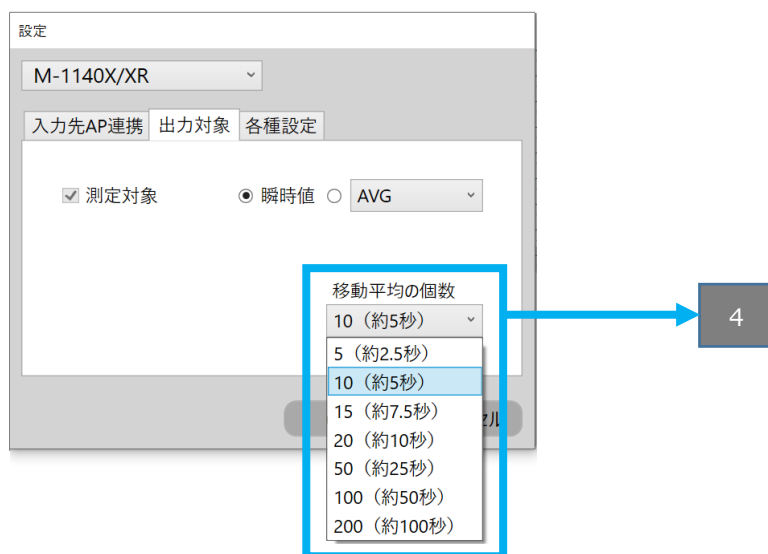 設定
M-1140X/XR
入力先AP連携 出力対象 各種設定
測定対象 瞬時値 AVG
移動平均の個数
10（約5秒）
4
5（約2.5秒）
10（約5秒）
15（約7.5秒）
20（約10秒）
50（約25秒）
100（約50秒）
200（約100秒）